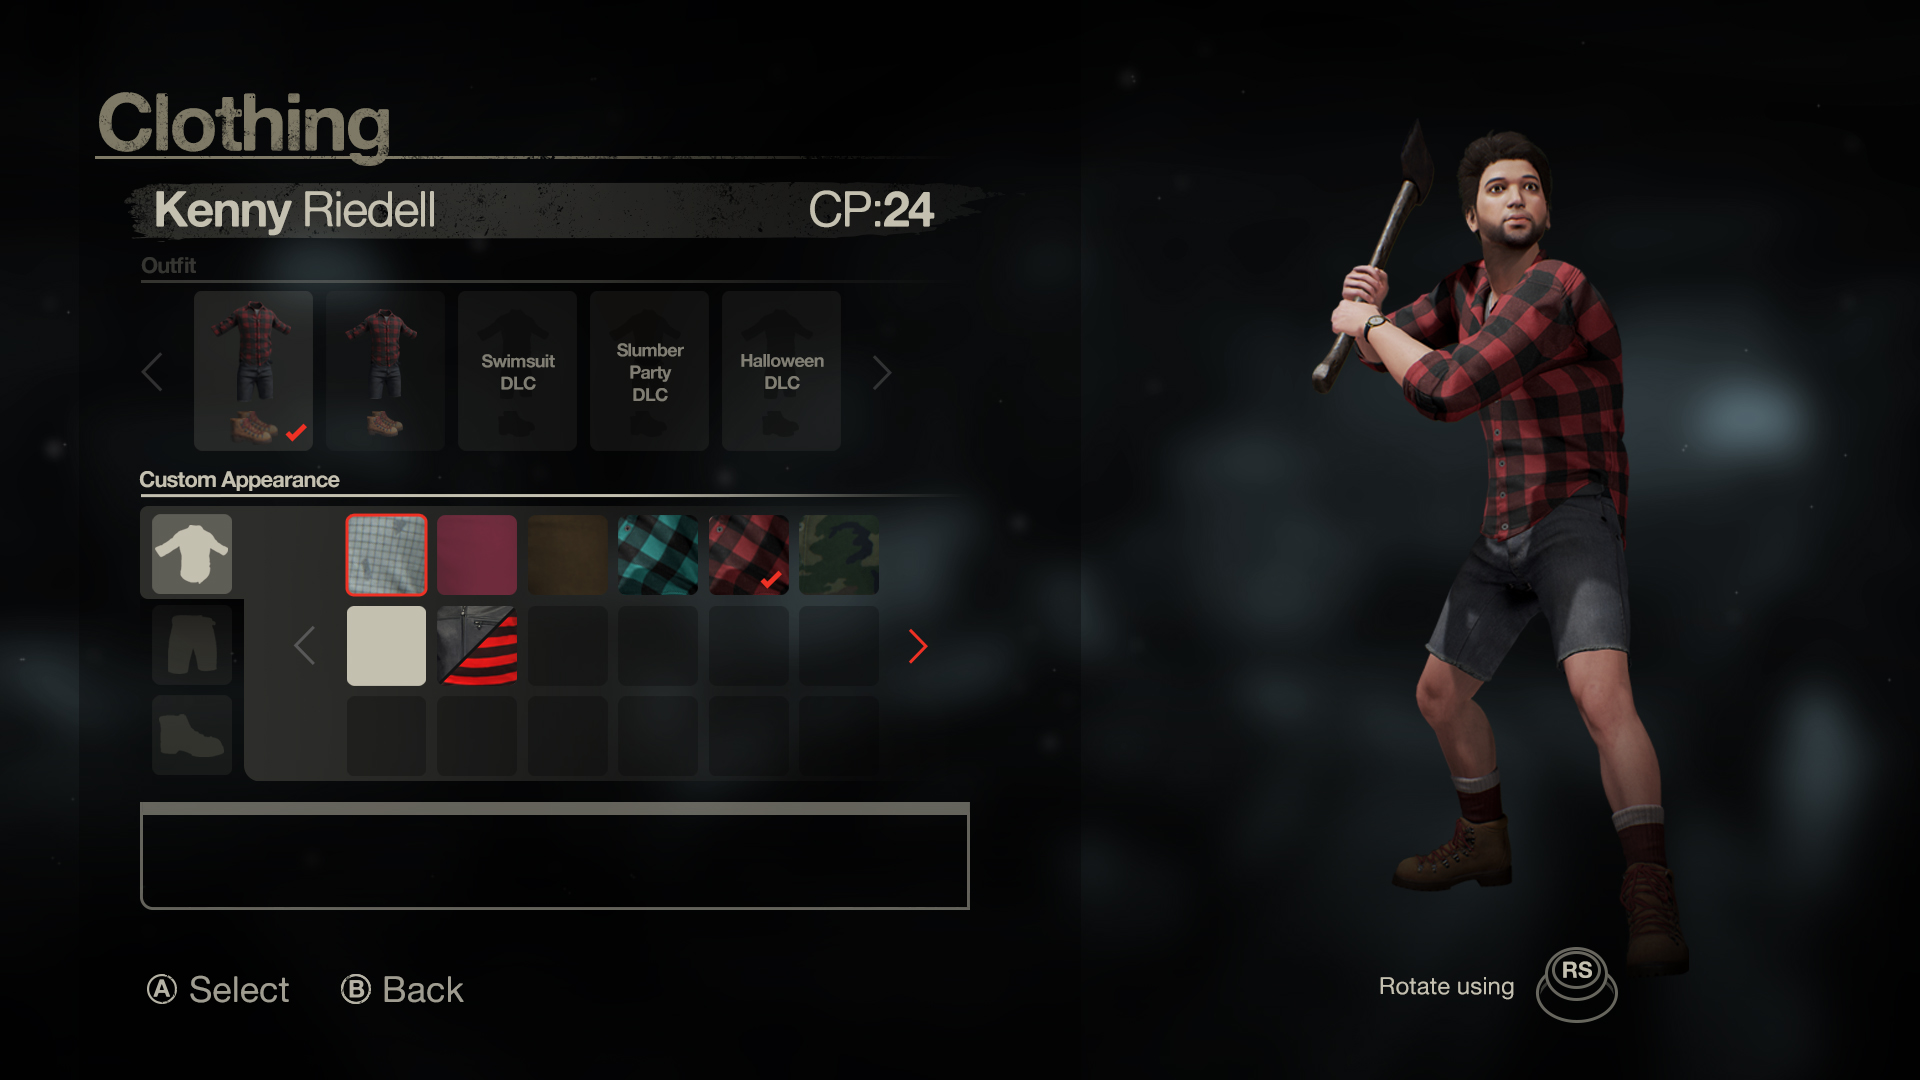 Clothing
Kenny Riedell
CP:24
Outfit
Swimsuit
DLC
Slumber
Party
DLC
Halloween
DLC
Custom Appearance
A Select
B Back
Rotate using RS